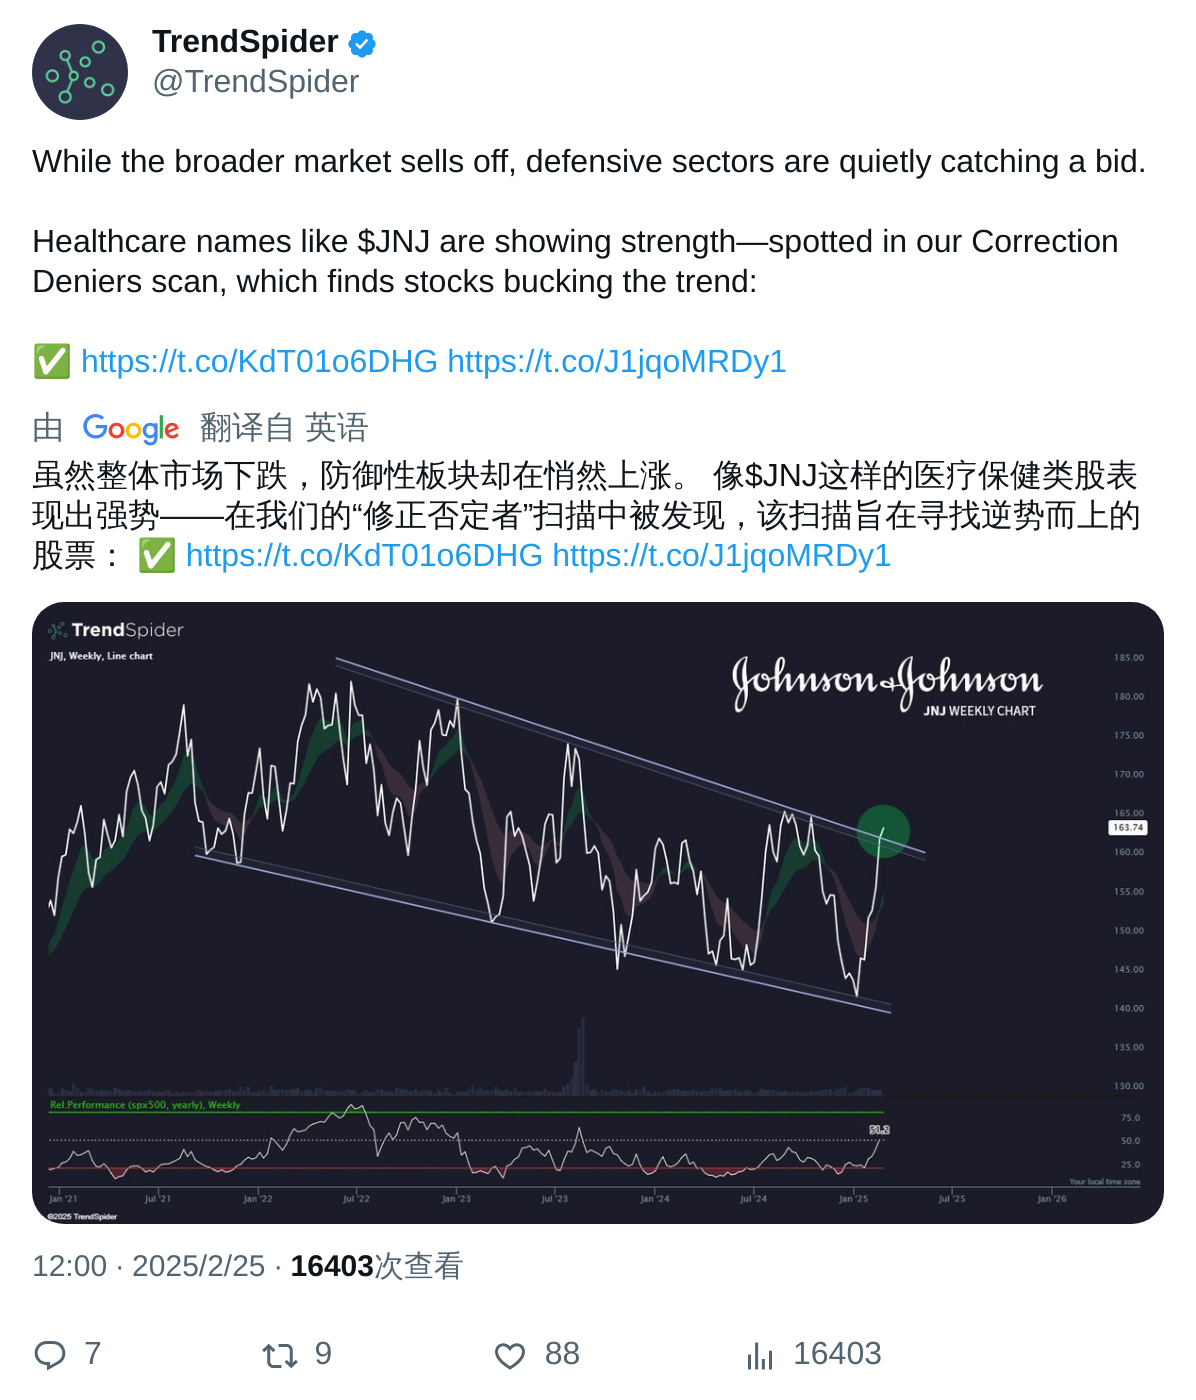 TrendSpider
@TrendSpider
While the broader market sells off, defensive sectors are quietly catching a bid.
Healthcare names like $JNJ are showing strength—spotted in our Correction
Deniers scan, which finds stocks bucking the trend:
✅ https://t.co/KdT01o6DHG https://t.co/J1jqoMRDy1
由 Google 翻译自 英语
虽然整体市场下跌，防御性板块却在悄然上涨。 像$JNJ这样的医疗保健类股表
现出强势——在我们的“修正否定者”扫描中被发现，该扫描旨在寻找逆势而上的
股票： ✅ https://t.co/KdT01o6DHG https://t.co/J1jqoMRDy1
TrendSpider
JNJ, Weekly, Line chart
Johnson & Johnson
JNJ WEEKLY CHART
185.00
180.00
175.00
170.00
165.00
163.74
160.00
155.00
150.00
145.00
140.00
135.00
130.00
Rel.Performance (spx500, yearly), Weekly
75.0
51.2
50.0
25.0
Your local time zone
Jan '21 Jul '21 Jan '22 Jul '22 Jan '23 Jul '23 Jan '24 Jul '24 Jan '25 Jul '25 Jan '26
©2025 TrendSpider
12:00 · 2025/2/25 · 16403次查看
7 9 88 16403